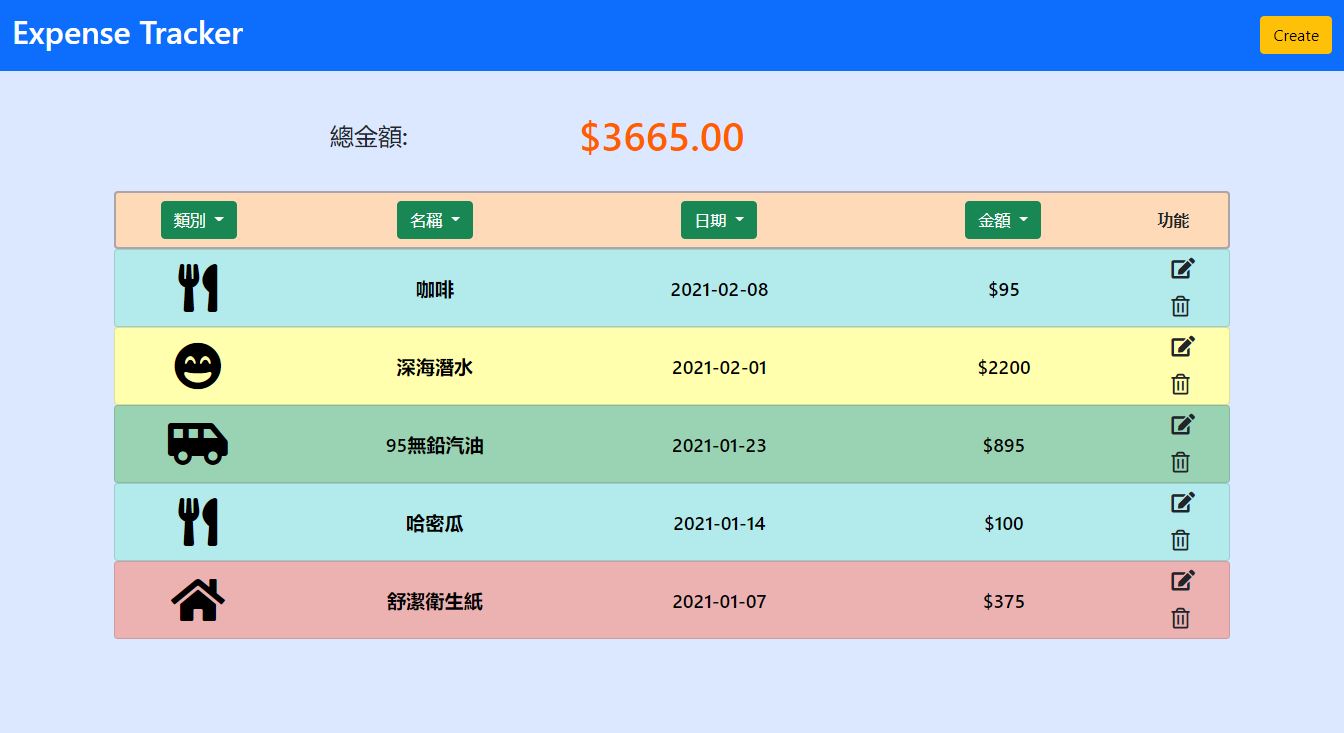 Expense Tracker
Create
總金額: $3665.00
類別 名稱 日期 金額 功能
咖啡 2021-02-08 $95
深海潛水 2021-02-01 $2200
95無鉛汽油 2021-01-23 $895
哈密瓜 2021-01-14 $100
舒潔衛生紙 2021-01-07 $375